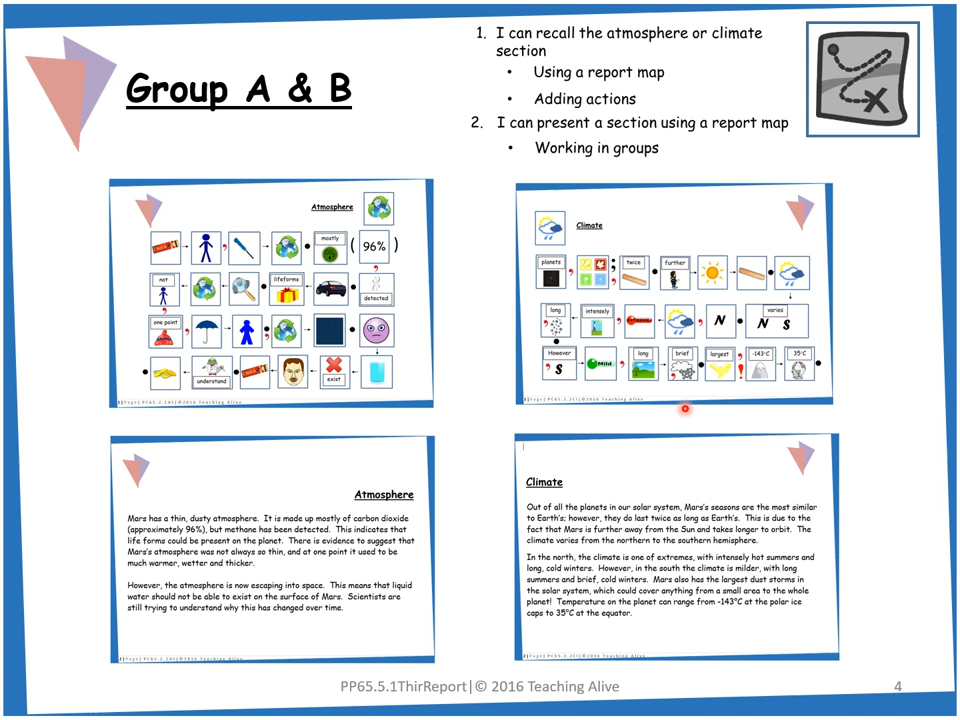 Group A & B
1. I can recall the atmosphere or climate
section
• Using a report map
• Adding actions
2. I can present a section using a report map
• Working in groups
Atmosphere
mostly
( 96% )
not
lifeforms
detected
one point
understand
exist
Climate
planets
twice
further
long
intensely
extreme
N
varies
N S
However
S
Mild
long
brief
largest
-143°C
35°C
Atmosphere
Mars has a thin, dusty atmosphere. It is made up mostly of carbon dioxide
(approximately 96%), but methane has been detected. This indicates that
life forms could be present on the planet. There is evidence to suggest that
Mars's atmosphere was not always so thin, and at one point it used to be
much warmer, wetter and thicker.
However, the atmosphere is now escaping into space. This means that liquid
water should not be able to exist on the surface of Mars. Scientists are
still trying to understand why this has changed over time.
Climate
Out of all the planets in our solar system, Mars's seasons are the most similar
to Earth's; however, they do last twice as long as Earth's. This is due to the
fact that Mars is further away from the Sun and takes longer to orbit. The
climate varies from the northern to the southern hemisphere.
In the north, the climate is one of extremes, with intensely hot summers and
long, cold winters. However, in the south the climate is milder, with long
summers and brief, cold winters. Mars also has the largest dust storms in
the solar system, which could cover anything from a small area to the whole
planet! Temperature on the planet can range from -143°C at the polar ice
caps to 35°C at the equator.
PP65.5.1ThirReport|© 2016 Teaching Alive
4